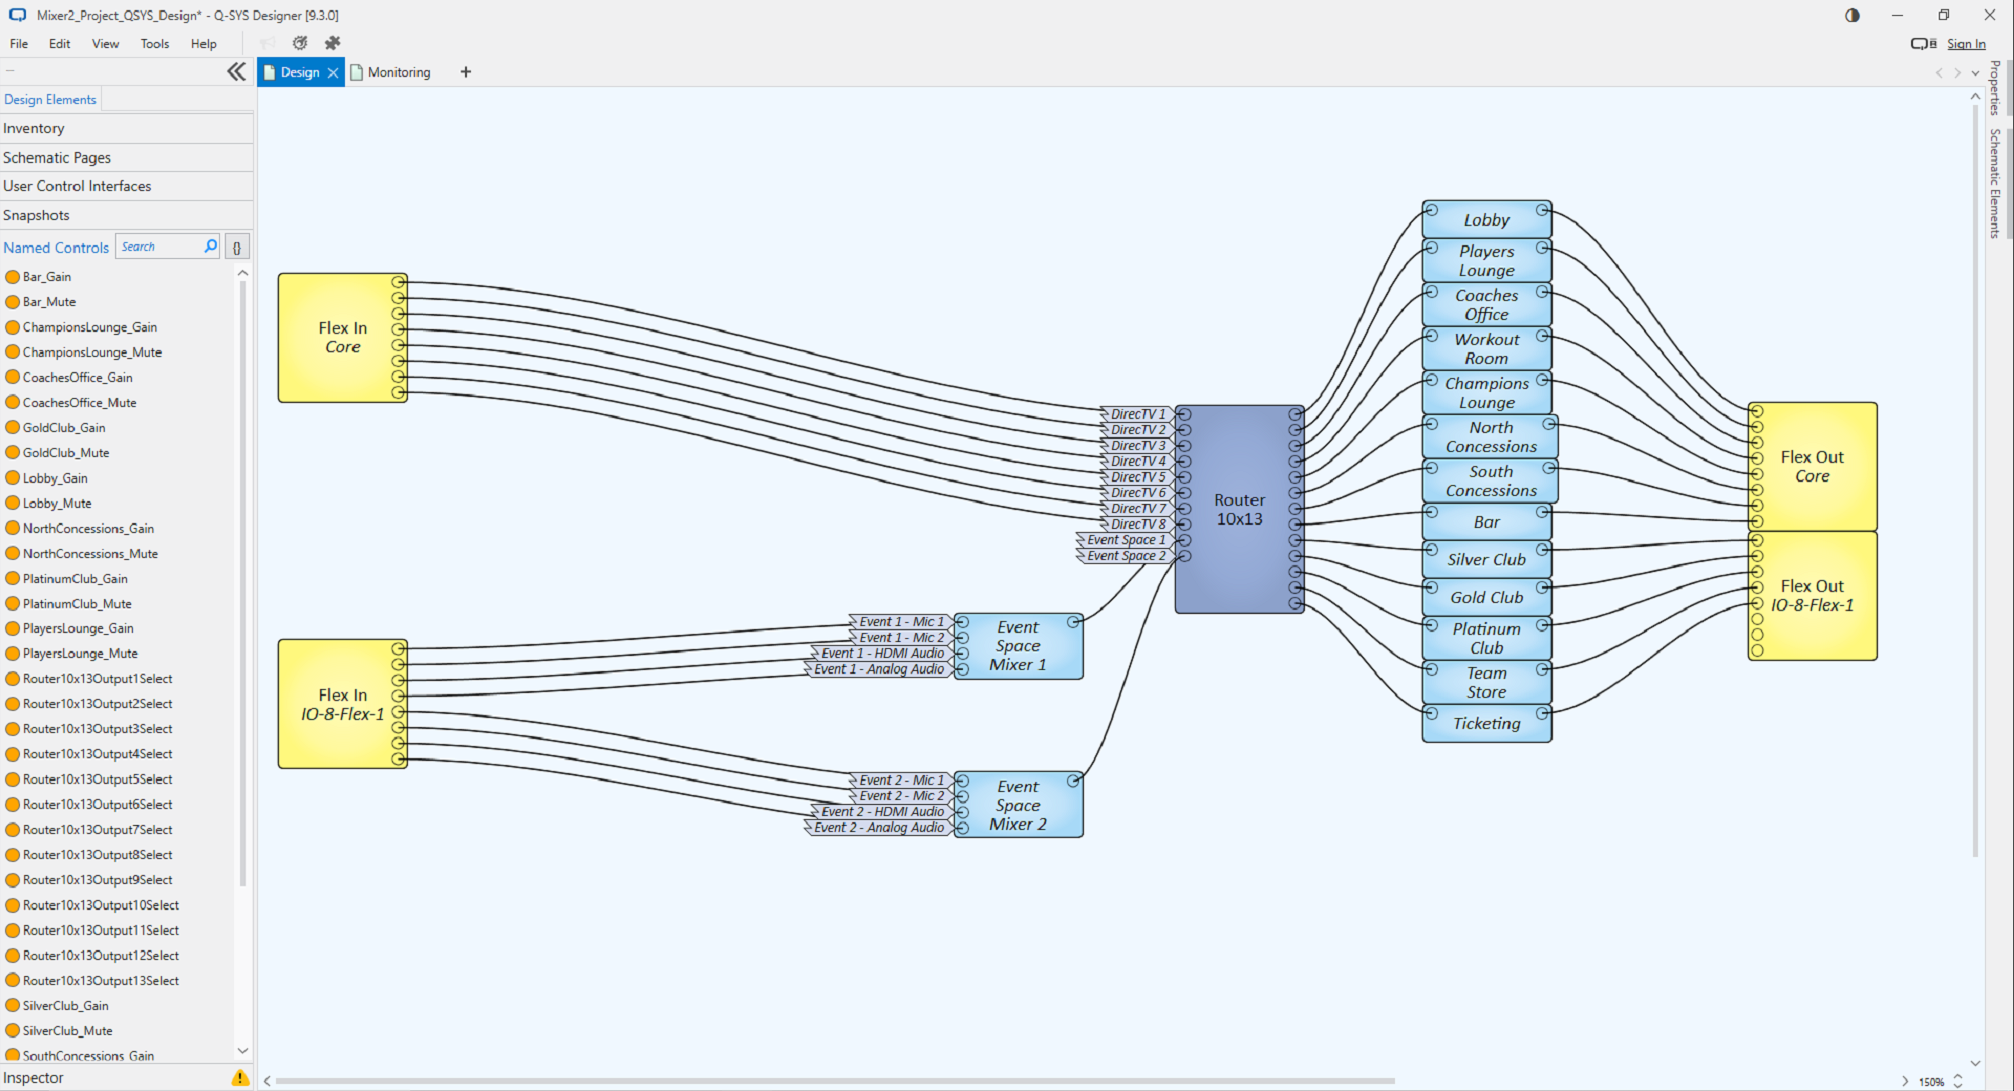 Mixer2_Project_QSYS_Design* - Q-SYS Designer [9.3.0]
File Edit View Tools Help
Sign In
Design
Monitoring
+
Properties
Schematic Elements
Design Elements
Inventory
Schematic Pages
User Control Interfaces
Snapshots
Named Controls
Search
{}
Bar_Gain
Bar_Mute
ChampionsLounge_Gain
ChampionsLounge_Mute
CoachesOffice_Gain
CoachesOffice_Mute
GoldClub_Gain
GoldClub_Mute
Lobby_Gain
Lobby_Mute
NorthConcessions_Gain
NorthConcessions_Mute
PlatinumClub_Gain
PlatinumClub_Mute
PlayersLounge_Gain
PlayersLounge_Mute
Router10x13Output1Select
Router10x13Output2Select
Router10x13Output3Select
Router10x13Output4Select
Router10x13Output5Select
Router10x13Output6Select
Router10x13Output7Select
Router10x13Output8Select
Router10x13Output9Select
Router10x13Output10Select
Router10x13Output11Select
Router10x13Output12Select
Router10x13Output13Select
SilverClub_Gain
SilverClub_Mute
SouthConcessions_Gain
Inspector
Flex In
Core
Flex In
IO-8-Flex-1
Event 1 - Mic 1
Event 1 - Mic 2
Event 1 - HDMI Audio
Event 1 - Analog Audio
Event
Space
Mixer 1
Event 2 - Mic 1
Event 2 - Mic 2
Event 2 - HDMI Audio
Event 2 - Analog Audio
Event
Space
Mixer 2
DirecTV 1
DirecTV 2
DirecTV 3
DirecTV 4
DirecTV 5
DirecTV 6
DirecTV 7
DirecTV 8
Event Space 1
Event Space 2
Router
10x13
Lobby
Players
Lounge
Coaches
Office
Workout
Room
Champions
Lounge
North
Concessions
South
Concessions
Bar
Silver Club
Gold Club
Platinum
Club
Team
Store
Ticketing
Flex Out
Core
Flex Out
IO-8-Flex-1
150%